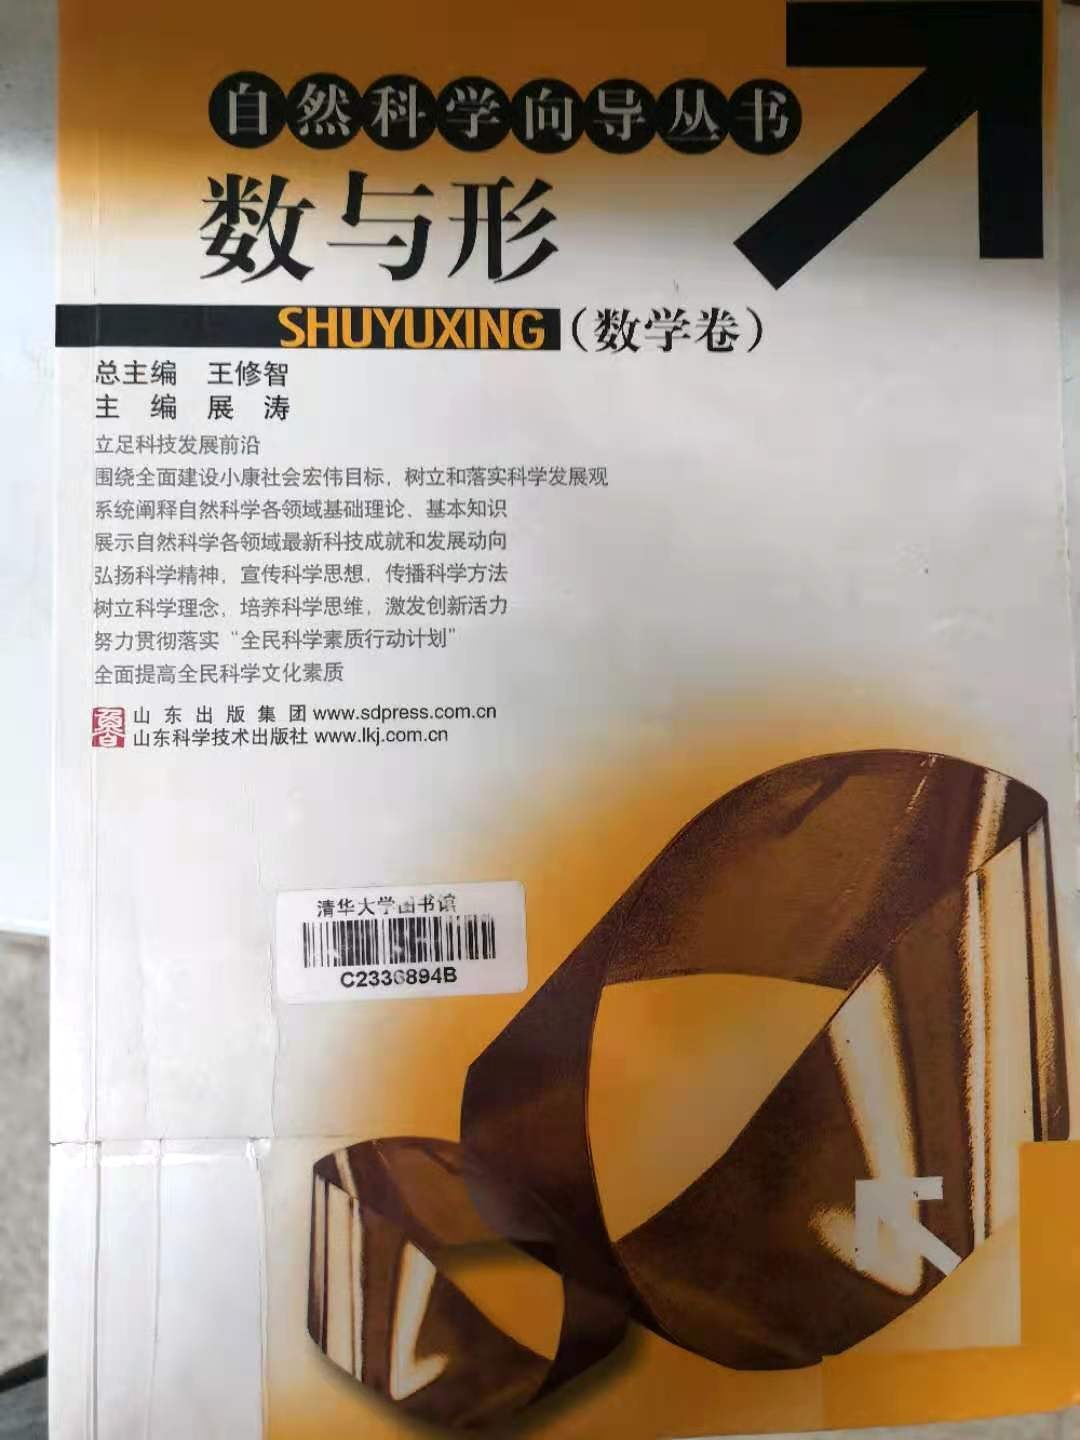 自然科学向导丛书
数与形
SHUYUXING（数学卷）
总主编 王修智
主 编 展 涛
立足科技发展前沿
围绕全面建设小康社会宏伟目标，树立和落实科学发展观
系统阐释自然科学各领域基础理论、基本知识
展示自然科学各领域最新科技成就和发展动向
弘扬科学精神，宣传科学思想，传播科学方法
树立科学理念，培养科学思维，激发创新活力
努力贯彻落实“全民科学素质行动计划”
全面提高全民科学文化素质
山东出版集团 www.sdpress.com.cn
山东科学技术出版社 www.lkj.com.cn
清华大学图书馆
C2336894B